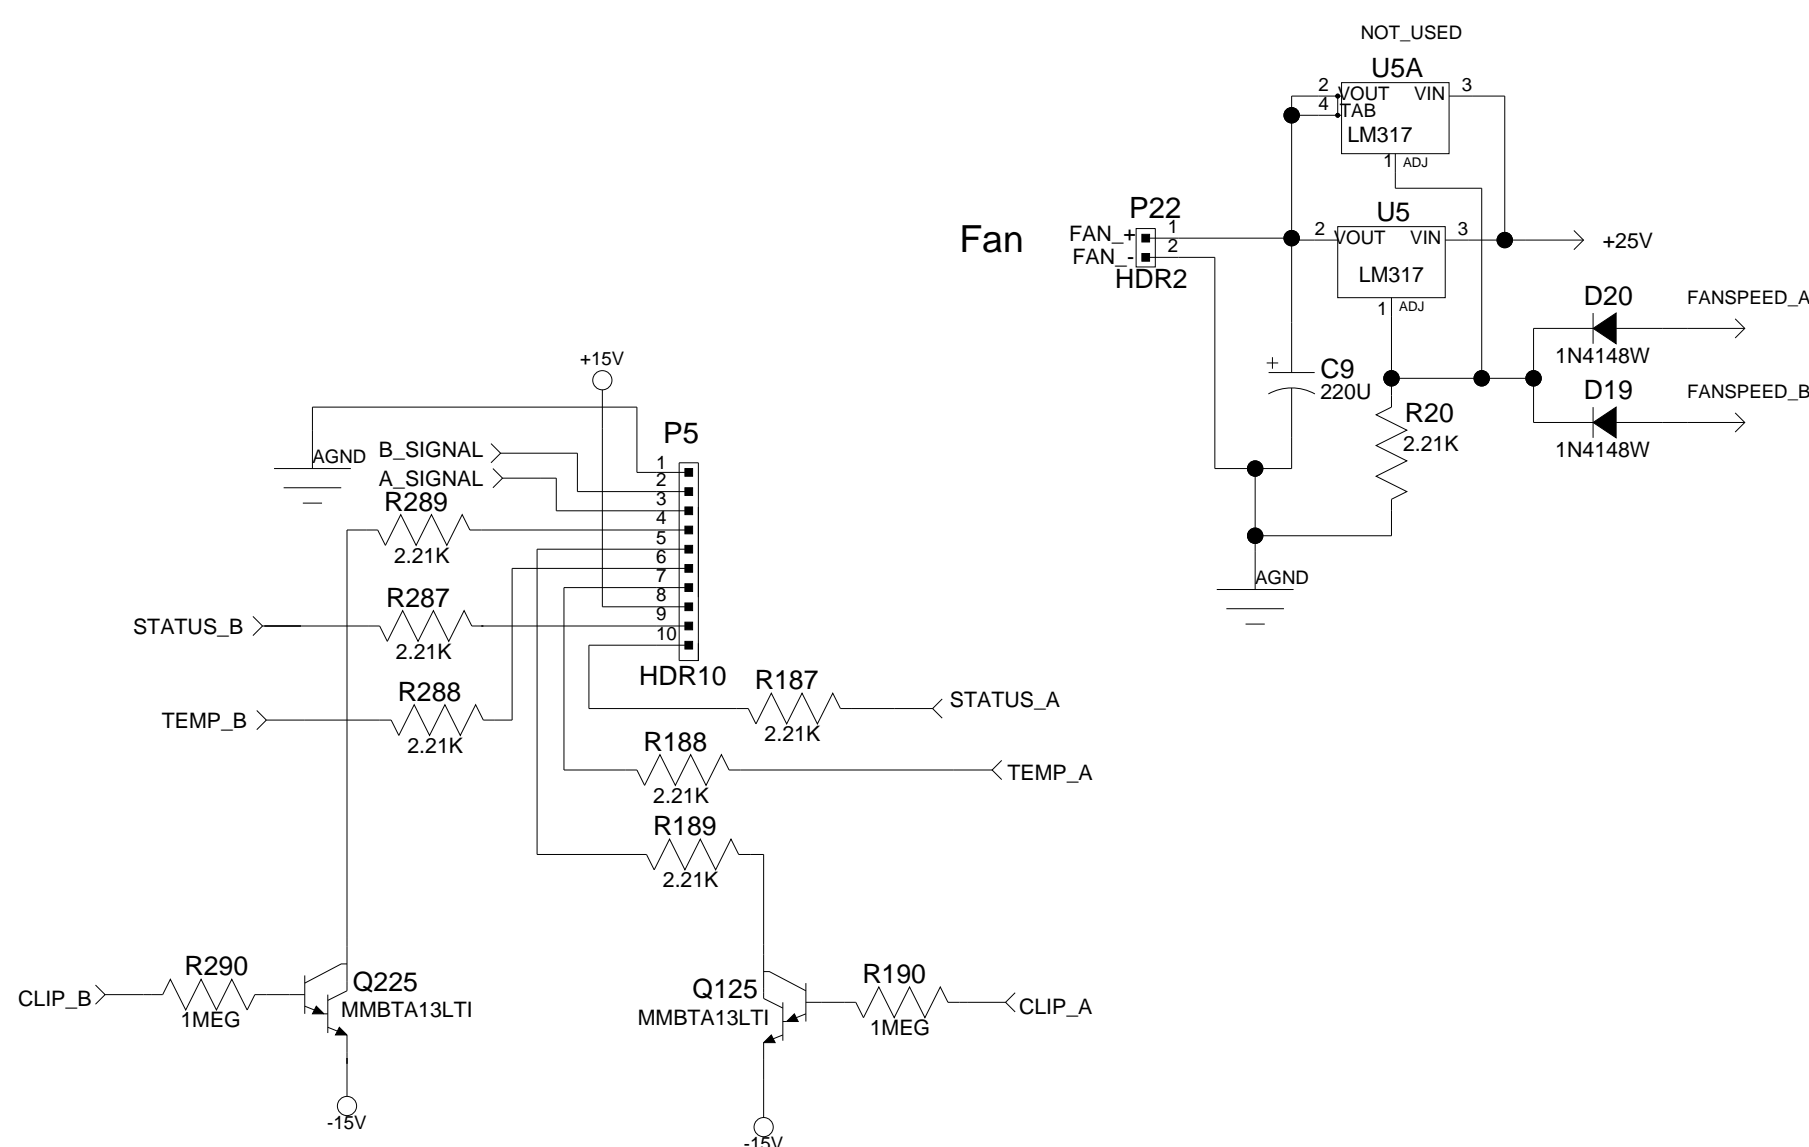 NOT_USED
U5A
2
VOUT
VIN
3
4
TAB
LM317
1
ADJ
Fan
P22
FAN_+
1
FAN_-
2
HDR2
U5
2
VOUT
VIN
3
+25V
LM317
1
ADJ
D20
FANSPEED_A
1N4148W
D19
FANSPEED_B
1N4148W
+
C9
220U
R20
2.21K
AGND
+15V
P5
AGND
B_SIGNAL
A_SIGNAL
1
2
3
4
5
6
7
8
9
10
HDR10
R289
2.21K
R287
STATUS_B
2.21K
R288
TEMP_B
2.21K
R187
STATUS_A
2.21K
R188
TEMP_A
2.21K
R189
2.21K
R290
CLIP_B
1MEG
Q225
MMBTA13LTI
-15V
Q125
MMBTA13LTI
R190
CLIP_A
1MEG
-15V